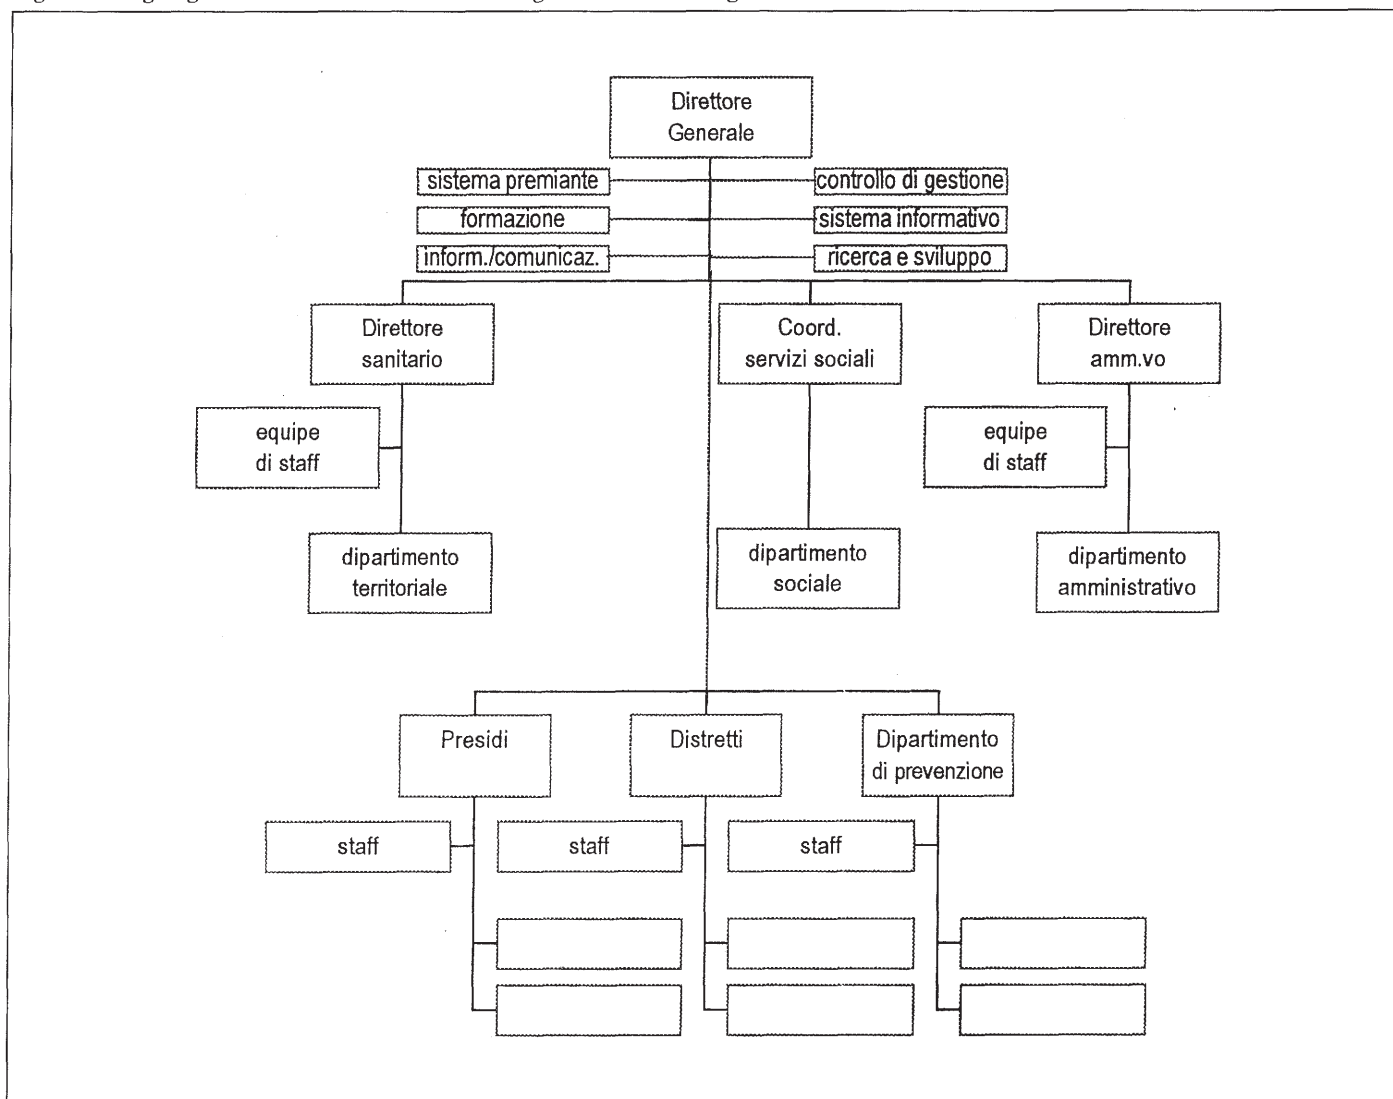 Direttore
Generale
sistema premiante
controllo di gestione
formazione
sistema informativo
inform./comunicaz.
ricerca e sviluppo
Direttore
sanitario
Coord.
servizi sociali
Direttore
amm.vo
equipe
di staff
equipe
di staff
dipartimento
territoriale
dipartimento
sociale
dipartimento
amministrativo
Presidi
Distretti
Dipartimento
di prevenzione
staff
staff
staff